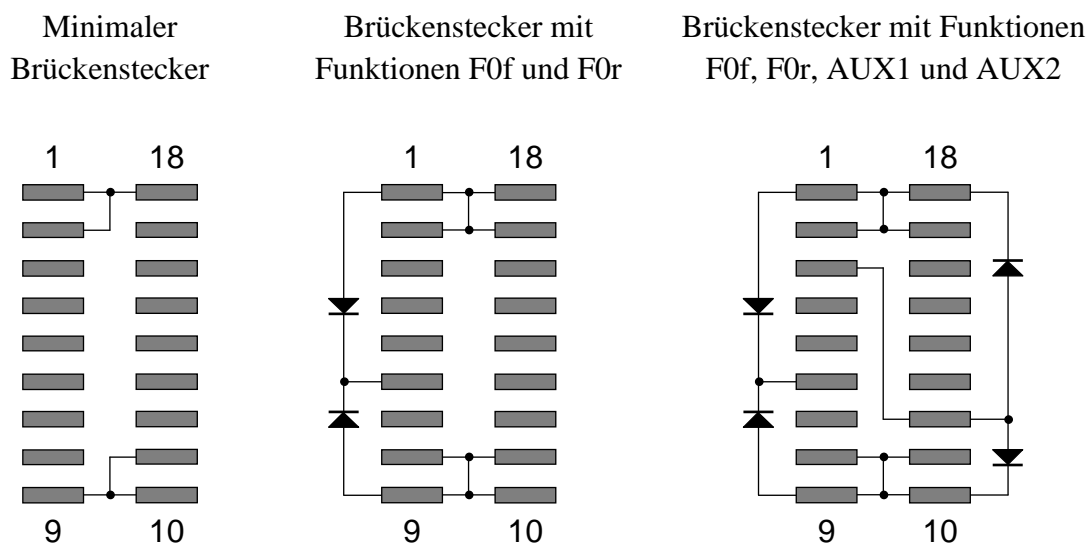 Minimaler
Brückenstecker
Brückenstecker mit
Funktionen F0f und F0r
Brückenstecker mit Funktionen
F0f, F0r, AUX1 und AUX2
1 18
9 10
1 18
9 10
1 18
9 10